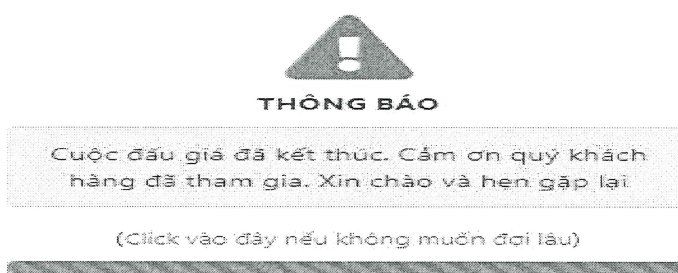 THÔNG BÁO
Cuộc đấu giá đã kết thúc. Cảm ơn quý khách
hàng đã tham gia. Xin chào và hẹn gặp lại
(Click vào đây nếu không muốn đợi lâu)